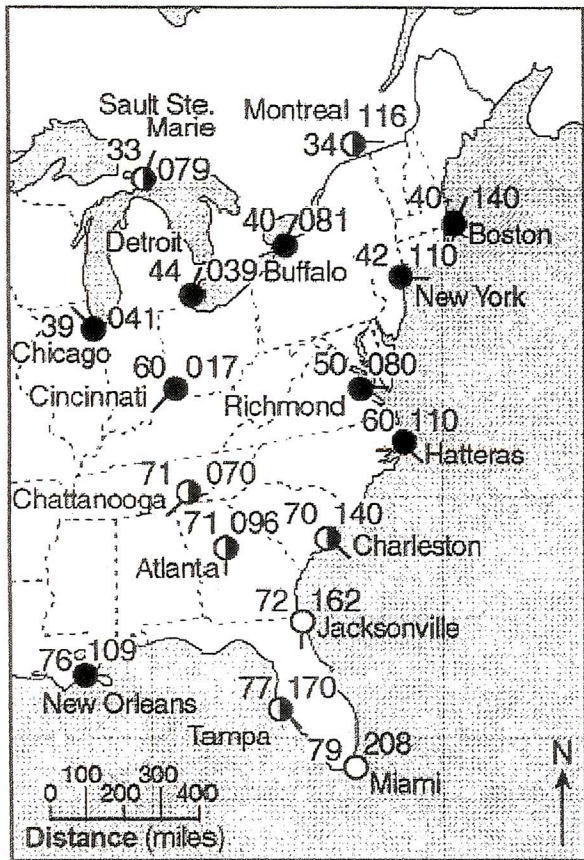 Sault Ste.
Marie
33 079
Montreal 116
34
40 140
Boston
40 081
Buffalo
Detroit
44 039
42 110
New York
39 041
Chicago
60 017
Cincinnati
50 080
Richmond
60 110
Hatteras
71 070
Chattanooga
71 096
Atlanta
70 140
Charleston
72 162
Jacksonville
76 109
New Orleans
77 170
Tampa
79 208
Miami
N
100 300
0 200 400
Distance (miles)